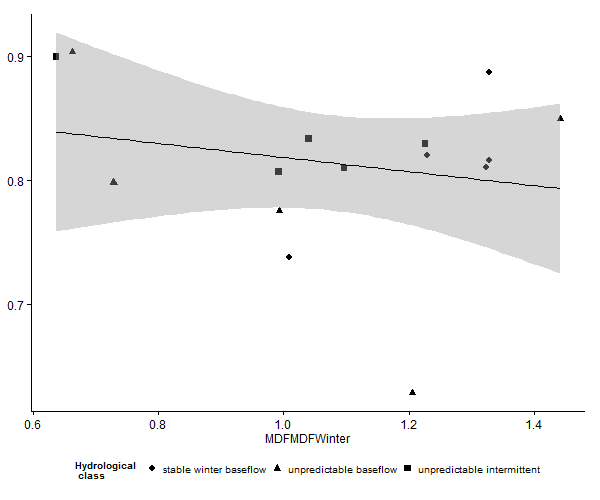 0.9
0.8
0.7
0.6 0.8 1.0 1.2 1.4
MDFMDFWinter
Hydrological
class
stable winter baseflow unpredictable baseflow unpredictable intermittent